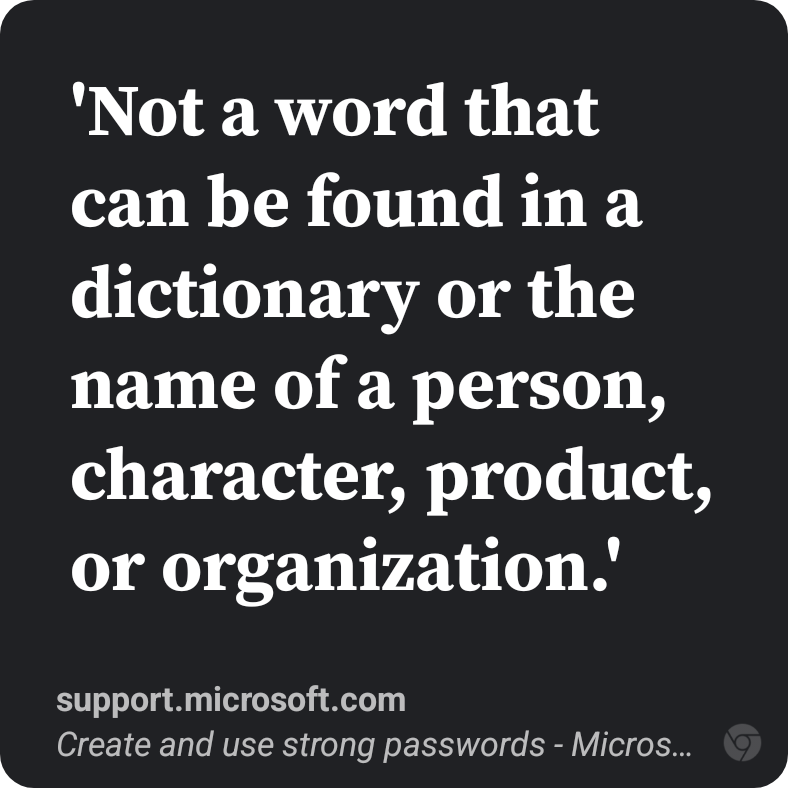 'Not a word that
can be found in a
dictionary or the
name of a person,
character, product,
or organization.'
support.microsoft.com
Create and use strong passwords - Micros...